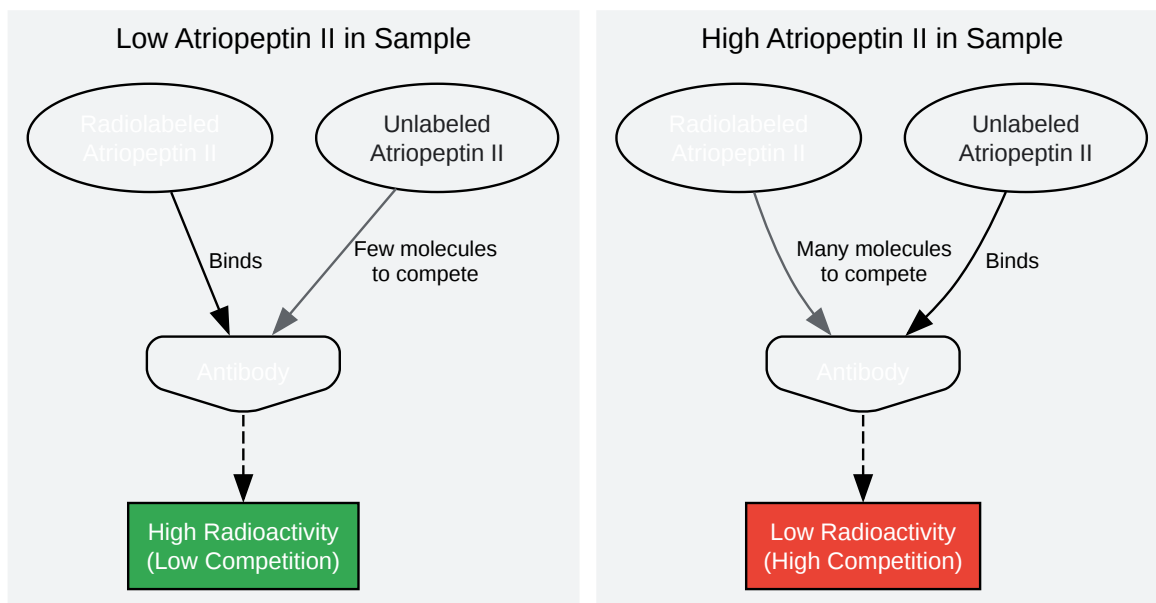 Low Atriopeptin II in Sample
Radiolabeled
Atriopeptin II
Unlabeled
Atriopeptin II
Binds
Few molecules
to compete
Antibody
High Radioactivity
(Low Competition)
High Atriopeptin II in Sample
Radiolabeled
Atriopeptin II
Unlabeled
Atriopeptin II
Many molecules
to compete
Binds
Antibody
Low Radioactivity
(High Competition)